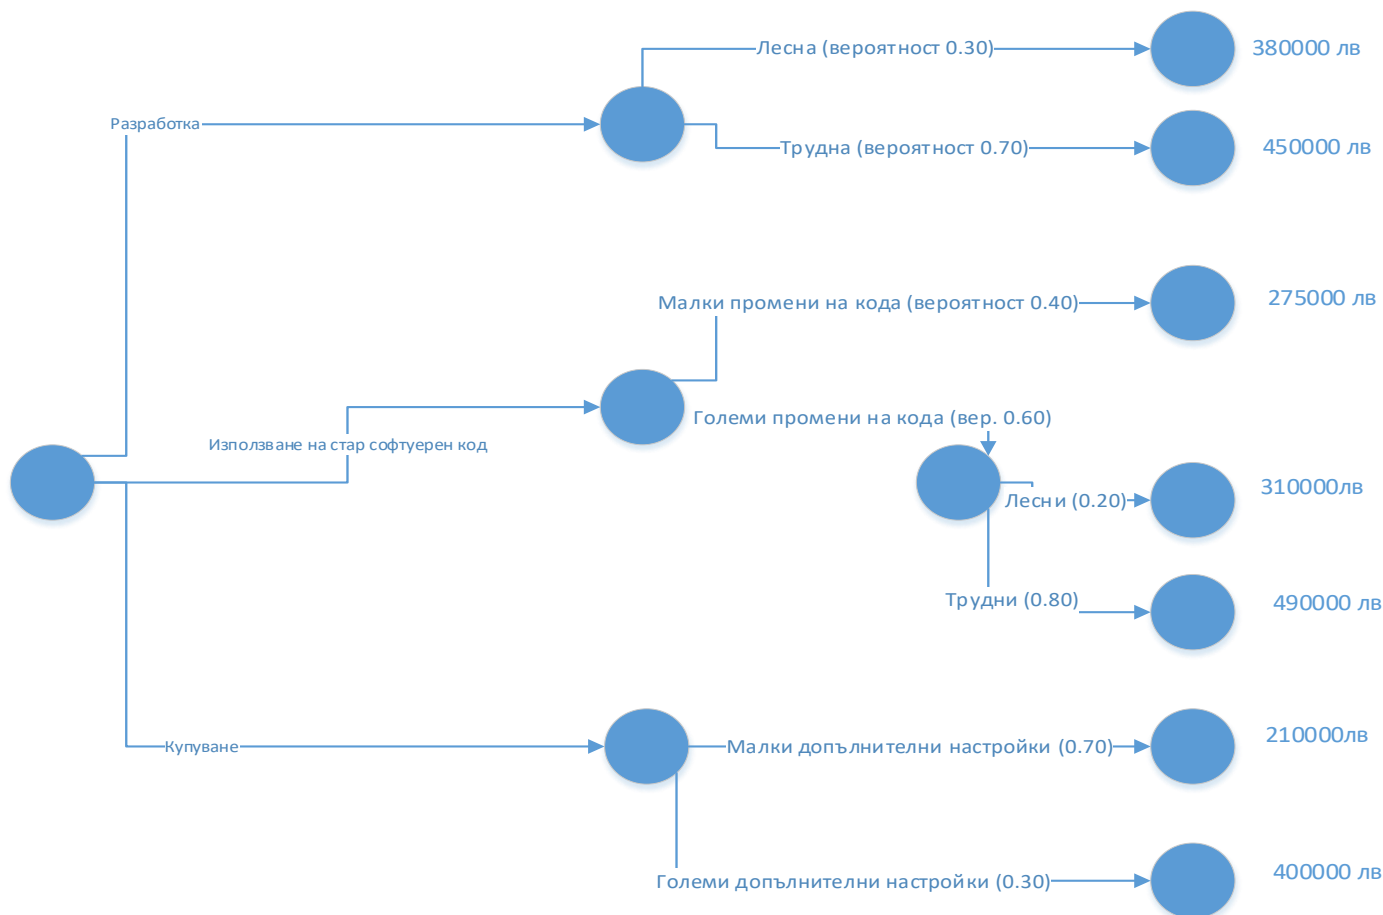 Лесна (вероятност 0.30)
380000 лв
Разработка
Трудна (вероятност 0.70)
450000 лв
Малки промени на кода (вероятност 0.40)
275000 лв
Големи промени на кода (вер. 0.60)
Използване на стар софтуерен код
Лесни (0.20)
310000лв
Трудни (0.80)
490000 лв
Купуване
Малки допълнителни настройки (0.70)
210000лв
Големи допълнителни настройки (0.30)
400000 лв